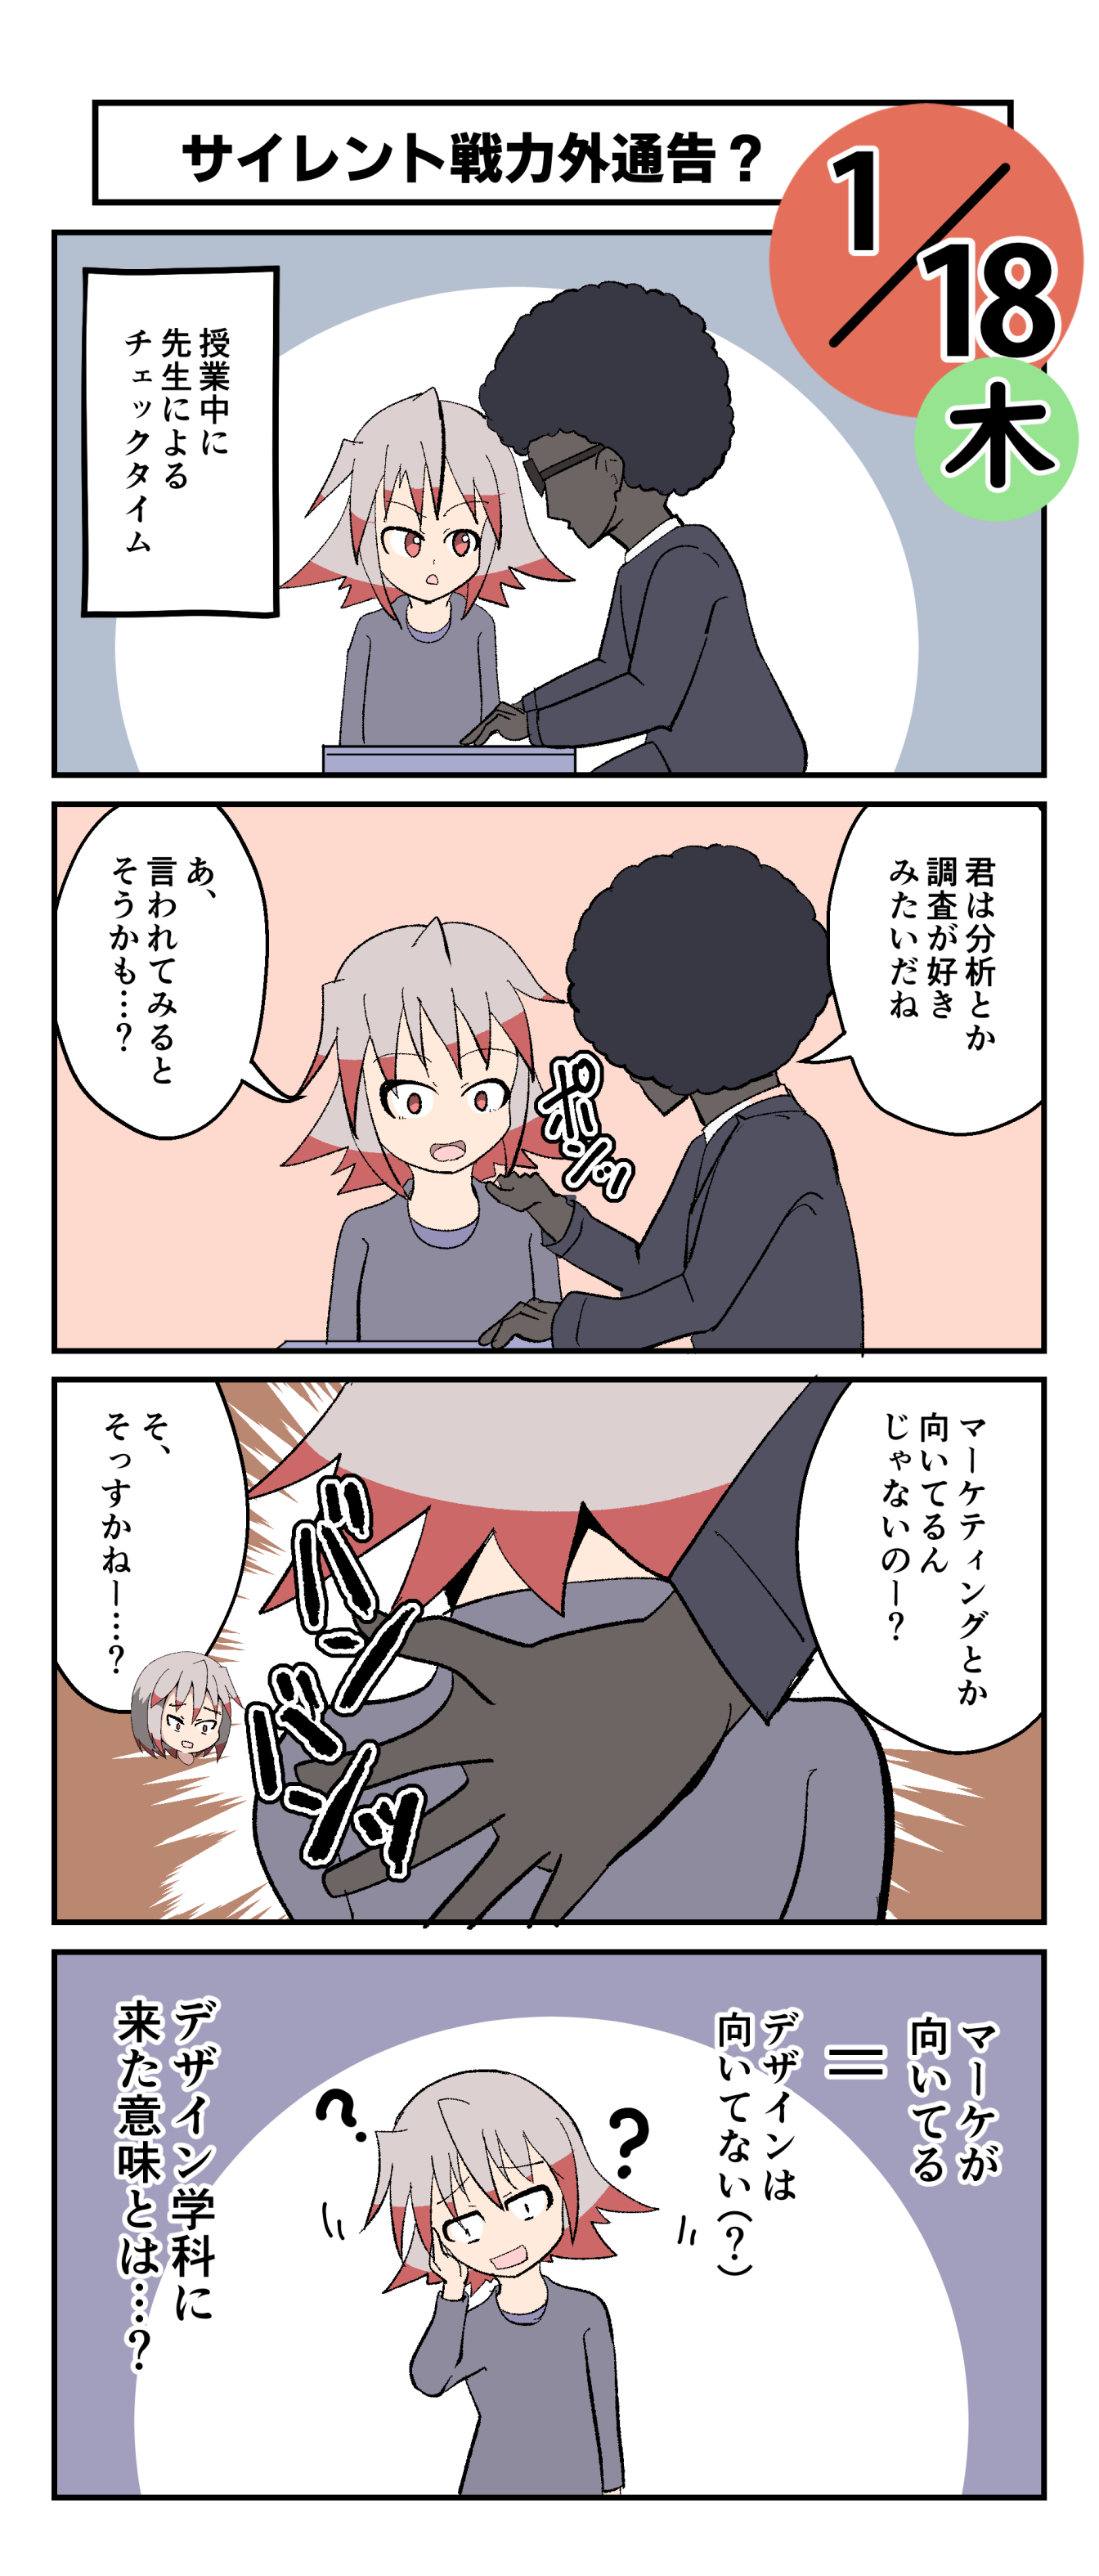 サイレント戦力外通告？
1/18
木
授業中に
先生による
チェックタイム
君は分析とか
調査が好き
みたいだね
あ、
言われてみると
そうかも…？
ポンッ
マーケティングとか
向いてるん
じゃないのー？
そ、
そっすかねー…？
バンバンッ
マーケが
向いてる
＝
デザインは
向いてない(？)
？
？
デザイン学科に
来た意味とは…？